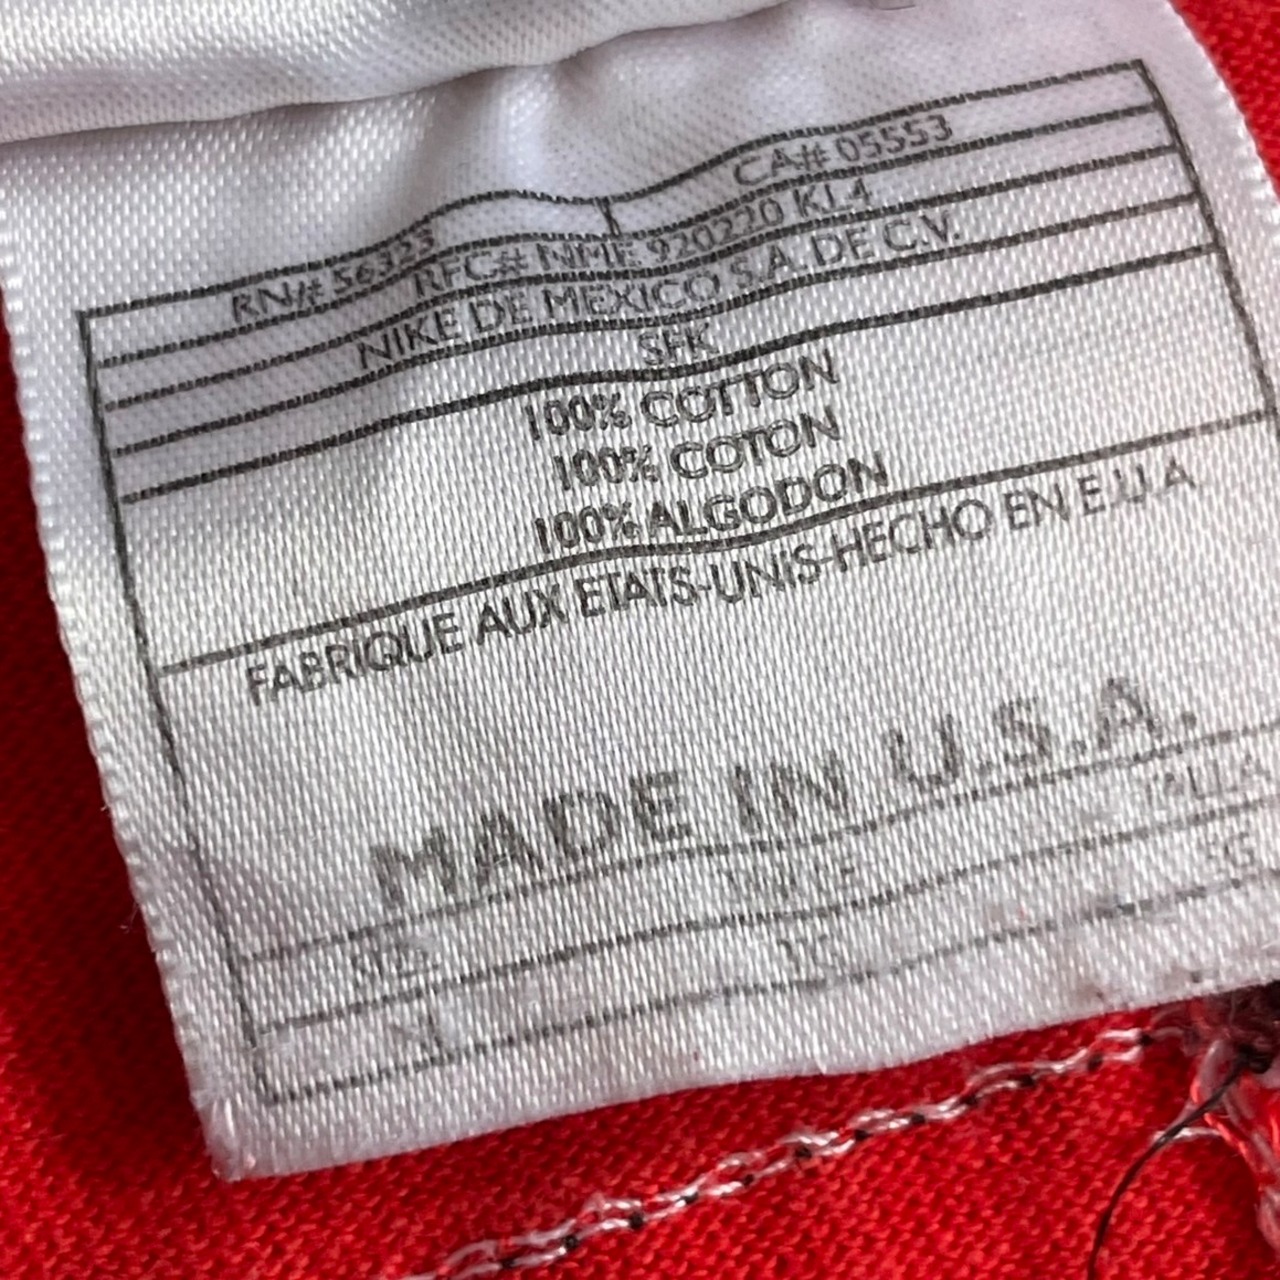 RN# 56323 CA# 05553
RFC# NME 920220 KL4
NIKE DE MEXICO S.A. DE C.V.
SFK
100% COTTON
100% COTON
100% ALGODON
FABRIQUE AUX ETATS-UNIS-HECHO EN E.U.A
MADE IN U.S.A.
TALLA